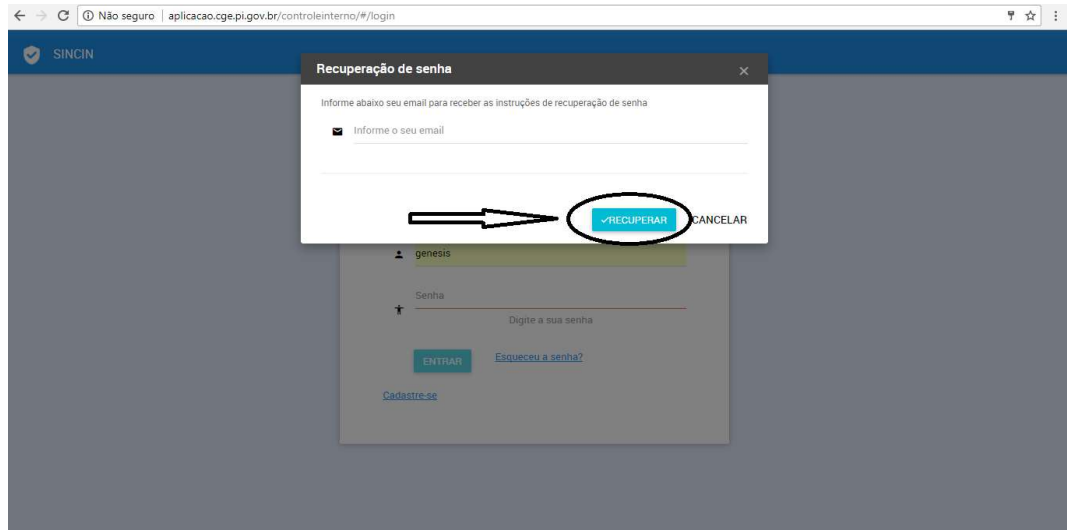 Não seguro | aplicacao.cge.pi.gov.br/controleinterno/#/login
SINCIN
Recuperação de senha
Informe abaixo seu email para receber as instruções de recuperação de senha
Informe o seu email
RECUPERAR CANCELAR
genesis
Senha
Digite a sua senha
ENTRAR Esqueceu a senha?
Cadastre-se